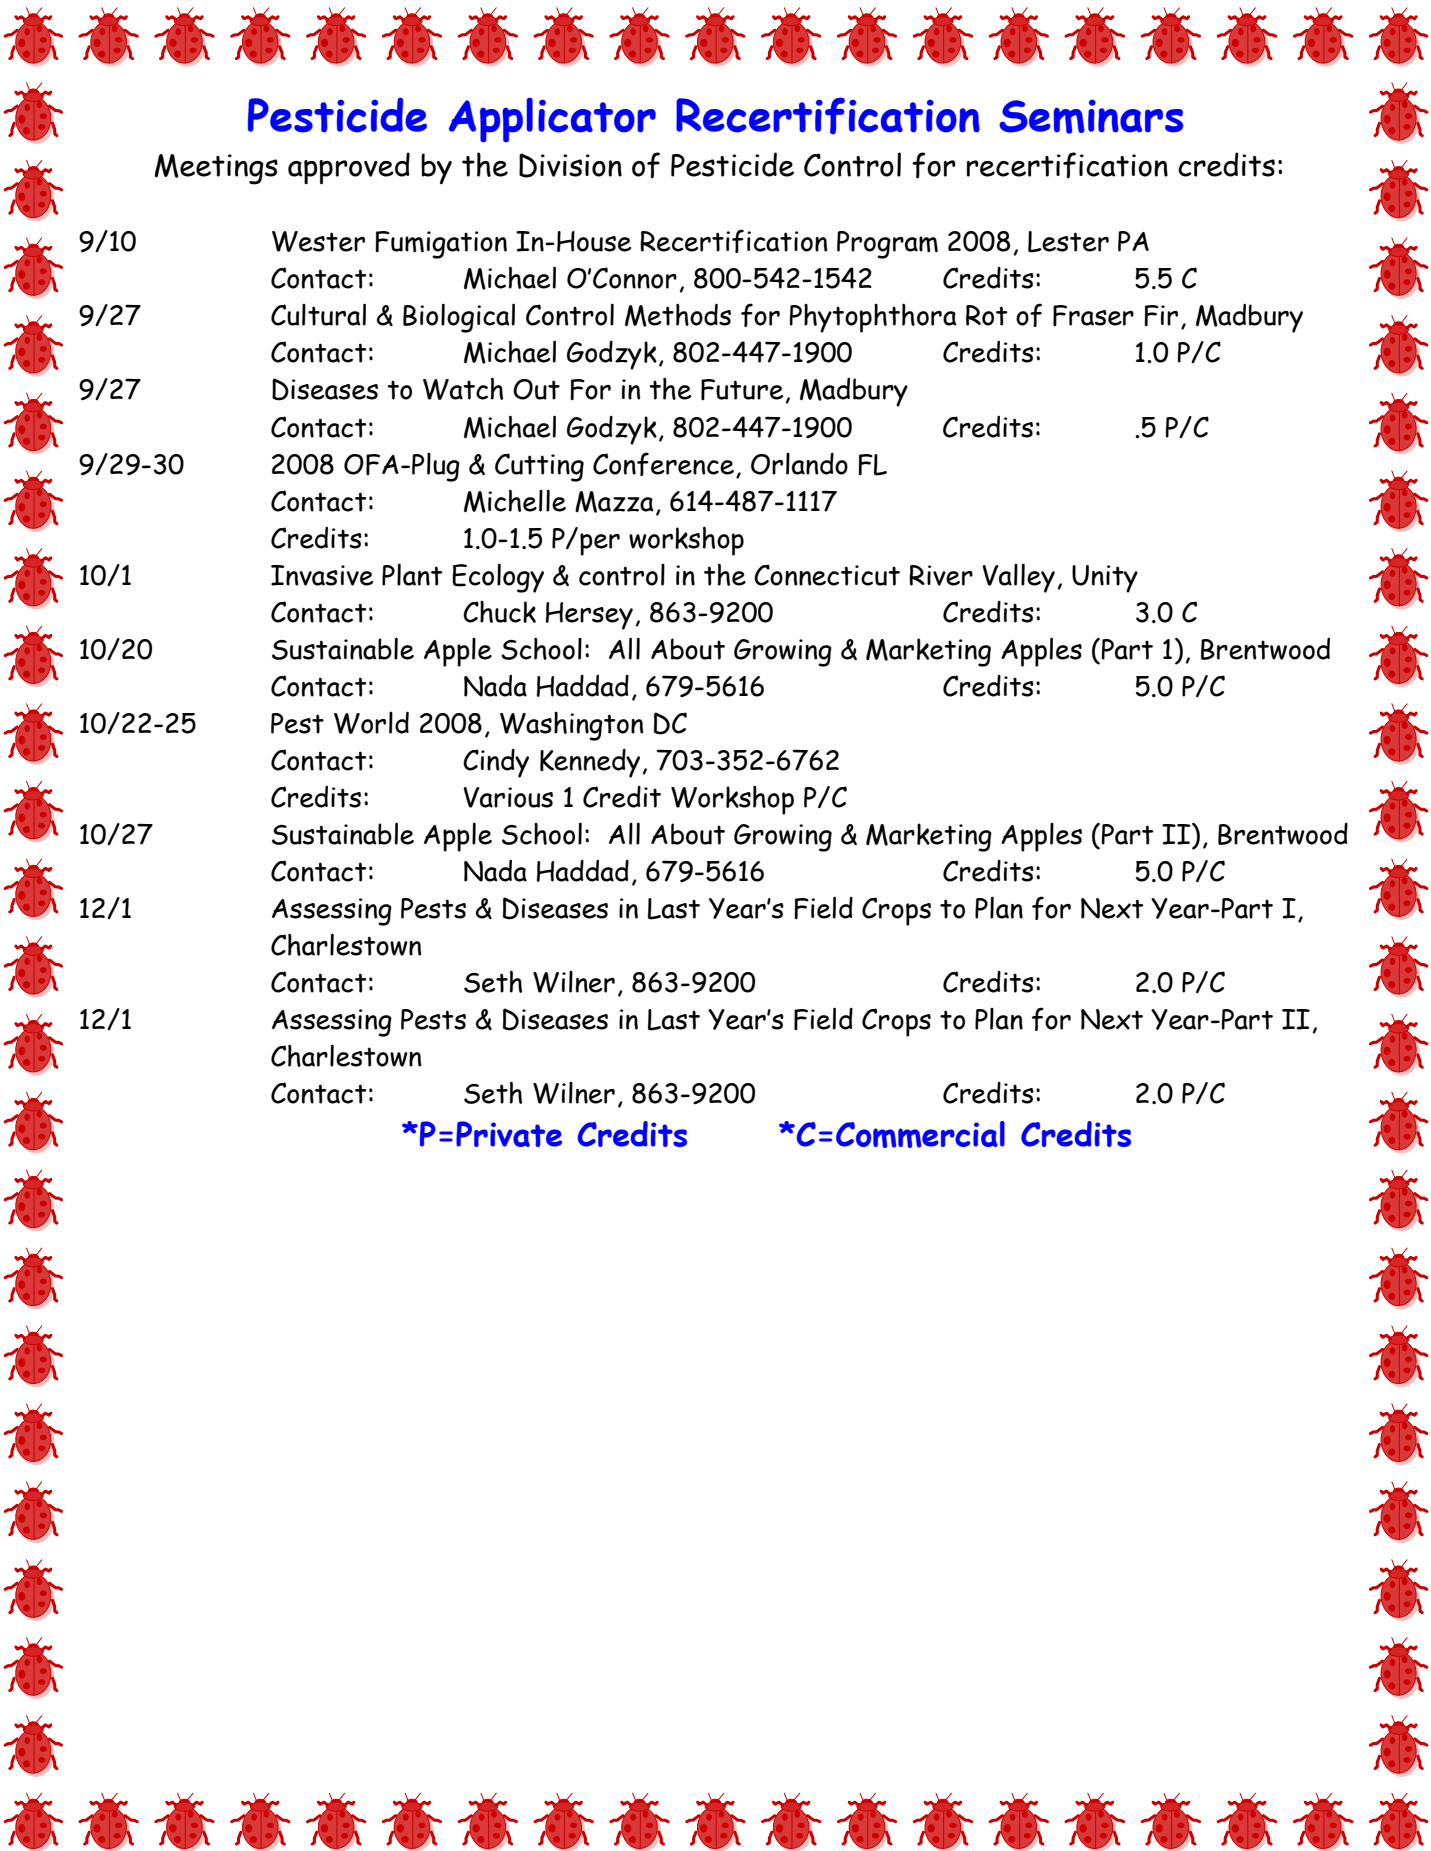 Pesticide Applicator Recertification Seminars
Meetings approved by the Division of Pesticide Control for recertification credits:
9/10 Wester Fumigation In-House Recertification Program 2008, Lester PA
Contact: Michael O’Connor, 800-542-1542 Credits: 5.5 C
9/27 Cultural & Biological Control Methods for Phytophthora Rot of Fraser Fir, Madbury
Contact: Michael Godzyk, 802-447-1900 Credits: 1.0 P/C
9/27 Diseases to Watch Out For in the Future, Madbury
Contact: Michael Godzyk, 802-447-1900 Credits: .5 P/C
9/29-30 2008 OFA-Plug & Cutting Conference, Orlando FL
Contact: Michelle Mazza, 614-487-1117
Credits: 1.0-1.5 P/per workshop
10/1 Invasive Plant Ecology & control in the Connecticut River Valley, Unity
Contact: Chuck Hersey, 863-9200 Credits: 3.0 C
10/20 Sustainable Apple School: All About Growing & Marketing Apples (Part 1), Brentwood
Contact: Nada Haddad, 679-5616 Credits: 5.0 P/C
10/22-25 Pest World 2008, Washington DC
Contact: Cindy Kennedy, 703-352-6762
Credits: Various 1 Credit Workshop P/C
10/27 Sustainable Apple School: All About Growing & Marketing Apples (Part II), Brentwood
Contact: Nada Haddad, 679-5616 Credits: 5.0 P/C
12/1 Assessing Pests & Diseases in Last Year’s Field Crops to Plan for Next Year-Part I,
Charlestown
Contact: Seth Wilner, 863-9200 Credits: 2.0 P/C
12/1 Assessing Pests & Diseases in Last Year’s Field Crops to Plan for Next Year-Part II,
Charlestown
Contact: Seth Wilner, 863-9200 Credits: 2.0 P/C
*P=Private Credits *C=Commercial Credits